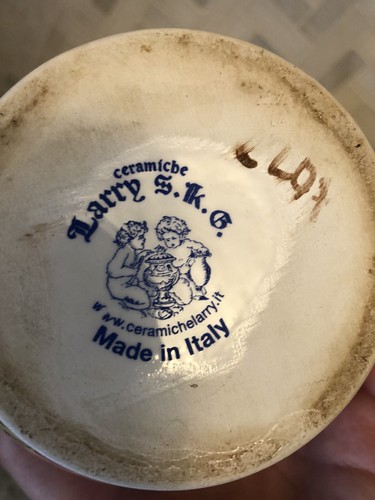 ceramiche
Larry S.K.G.
www.ceramichelarry.it
Made in Italy